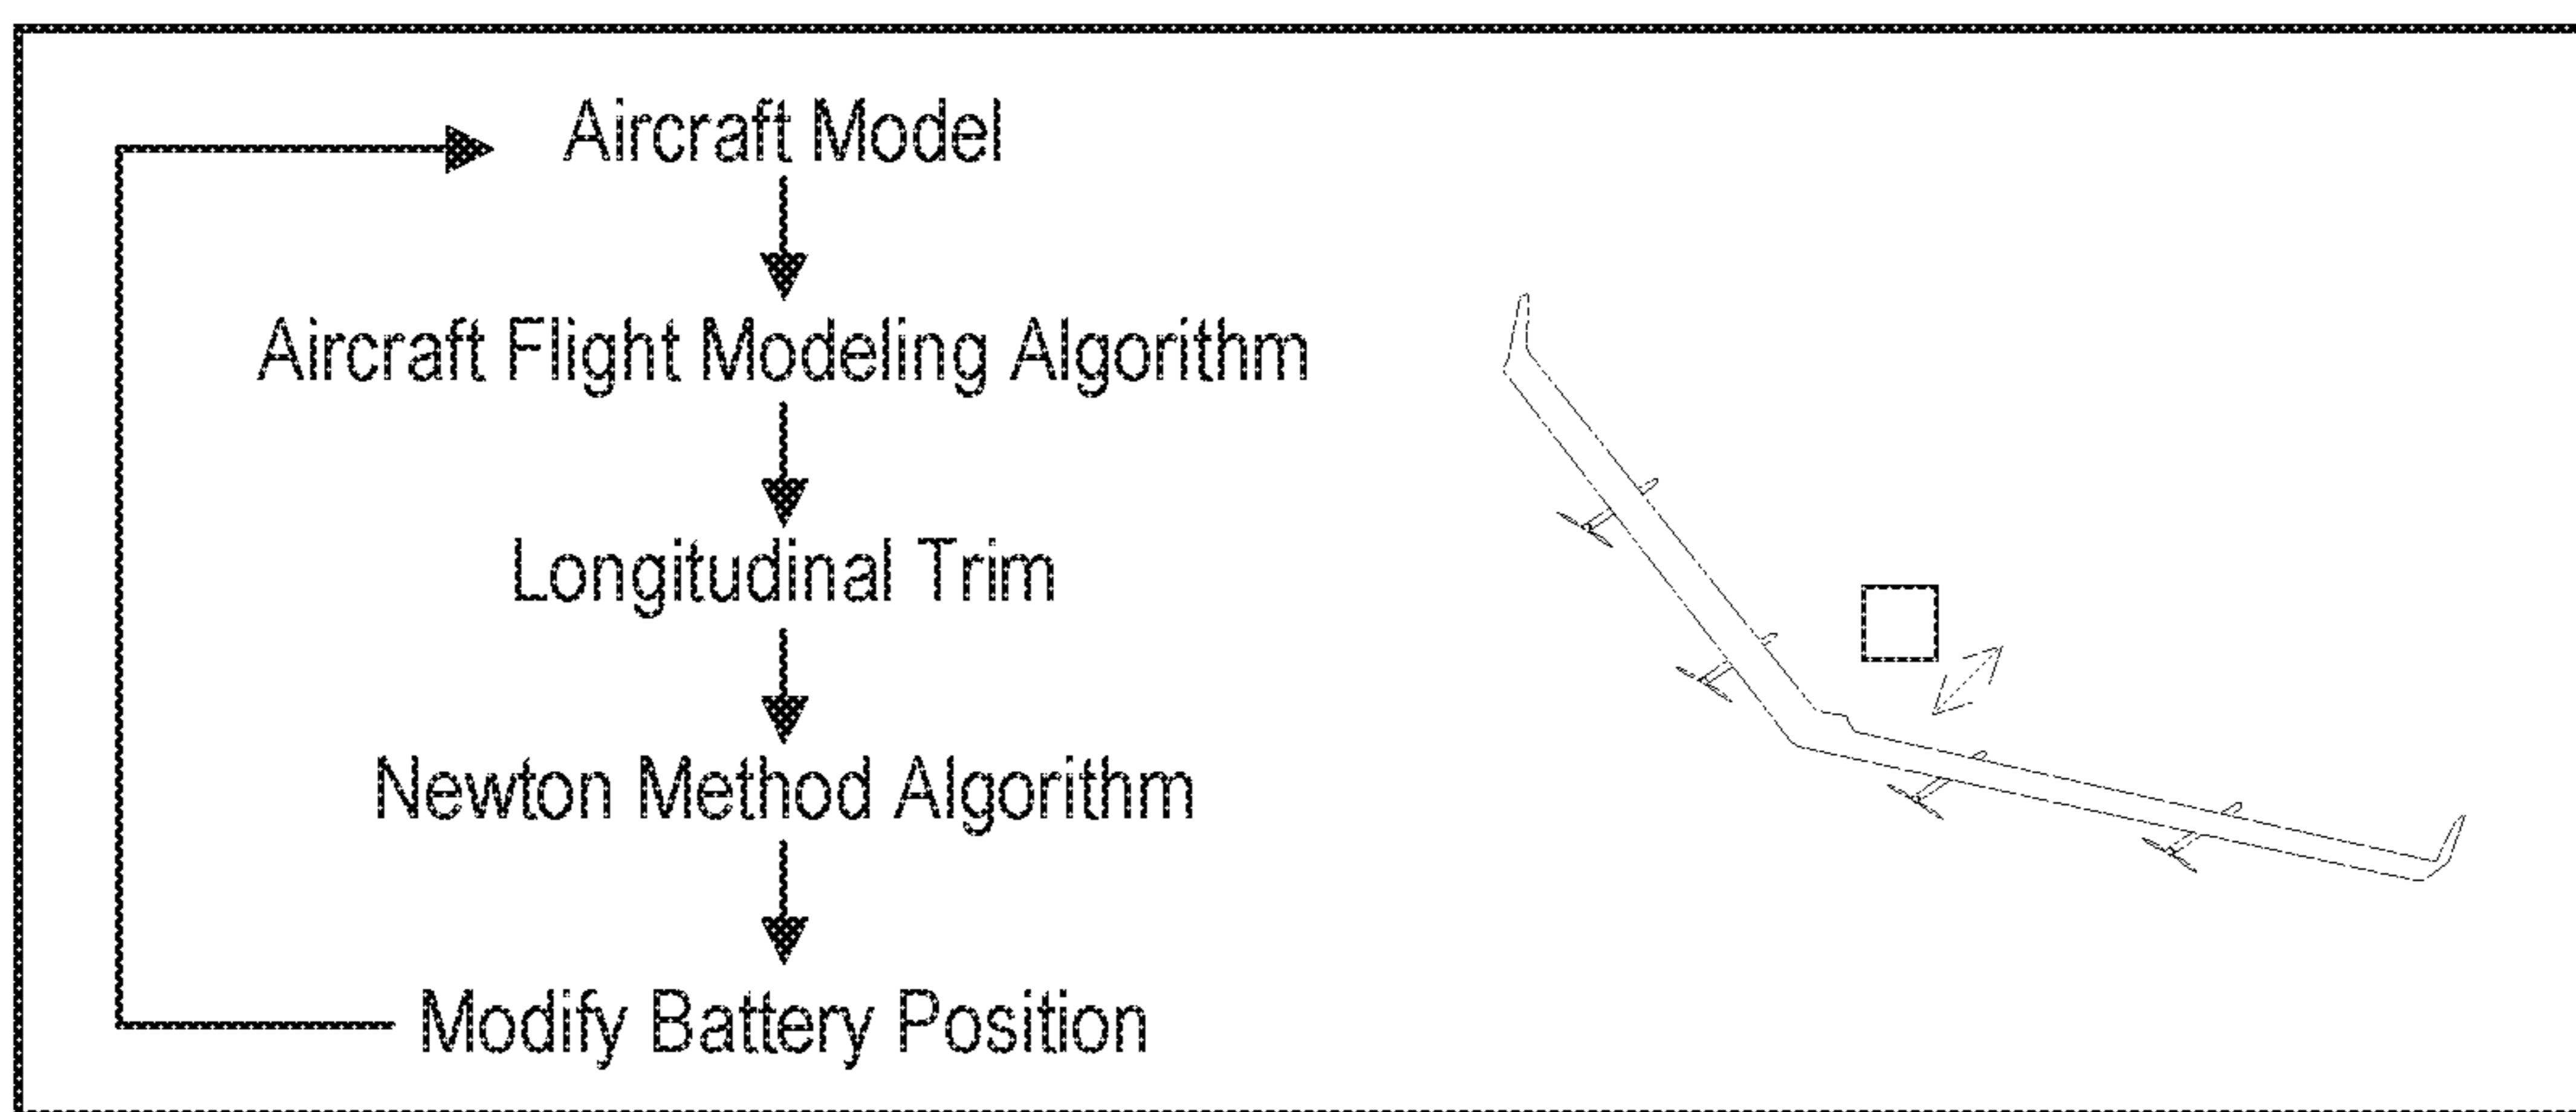 Aircraft Model
Aircraft Flight Modeling Algorithm
Longitudinal Trim
Newton Method Algorithm
Modify Battery Position